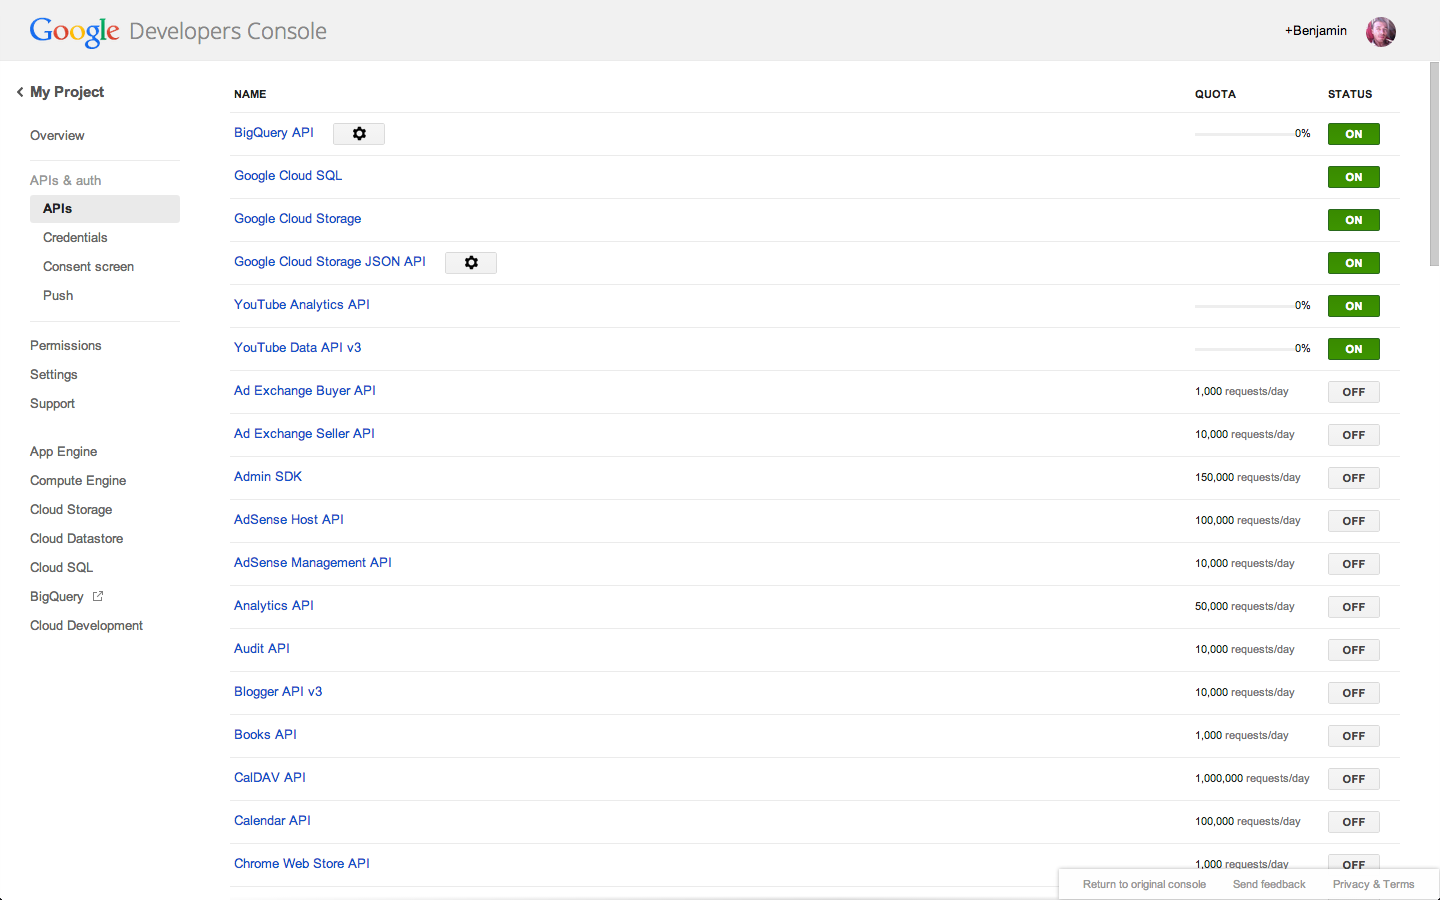 Google Developers Console
+Benjamin
My Project
Overview
APIs & auth
APIs
Credentials
Consent screen
Push
Permissions
Settings
Support
App Engine
Compute Engine
Cloud Storage
Cloud Datastore
Cloud SQL
BigQuery
Cloud Development
NAME QUOTA STATUS
BigQuery API 0% ON
Google Cloud SQL ON
Google Cloud Storage ON
Google Cloud Storage JSON API ON
YouTube Analytics API 0% ON
YouTube Data API v3 0% ON
Ad Exchange Buyer API 1,000 requests/day OFF
Ad Exchange Seller API 10,000 requests/day OFF
Admin SDK 150,000 requests/day OFF
AdSense Host API 100,000 requests/day OFF
AdSense Management API 10,000 requests/day OFF
Analytics API 50,000 requests/day OFF
Audit API 10,000 requests/day OFF
Blogger API v3 10,000 requests/day OFF
Books API 1,000 requests/day OFF
CalDAV API 1,000,000 requests/day OFF
Calendar API 100,000 requests/day OFF
Chrome Web Store API 1,000 requests/day OFF
Return to original console Send feedback Privacy & Terms